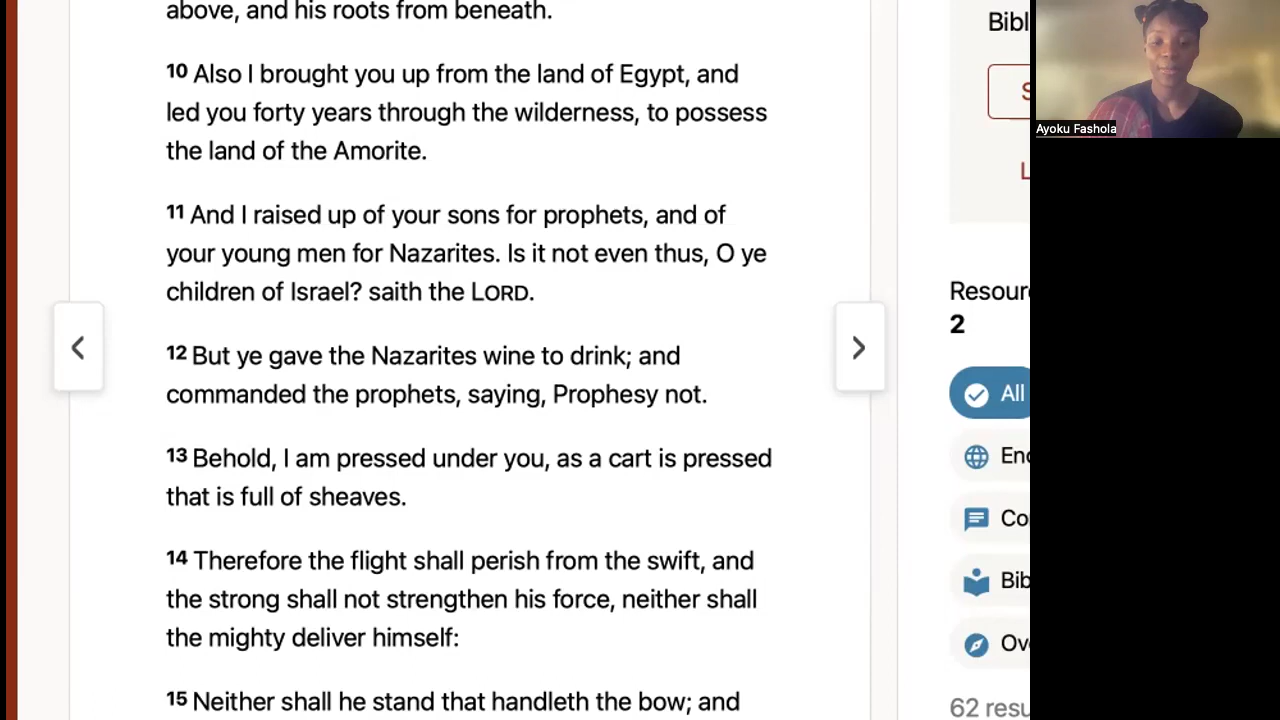 above, and his roots from beneath.
10 Also I brought you up from the land of Egypt, and
led you forty years through the wilderness, to possess
the land of the Amorite.
11 And I raised up of your sons for prophets, and of
your young men for Nazarites. Is it not even thus, O ye
children of Israel? saith the LORD.
12 But ye gave the Nazarites wine to drink; and
commanded the prophets, saying, Prophesy not.
13 Behold, I am pressed under you, as a cart is pressed
that is full of sheaves.
14 Therefore the flight shall perish from the swift, and
the strong shall not strengthen his force, neither shall
the mighty deliver himself:
15 Neither shall he stand that handleth the bow; and
Bibl
S
L
Resour
2
All
Enc
Co
Bib
Ov
62 resu
Ayoku Fashola